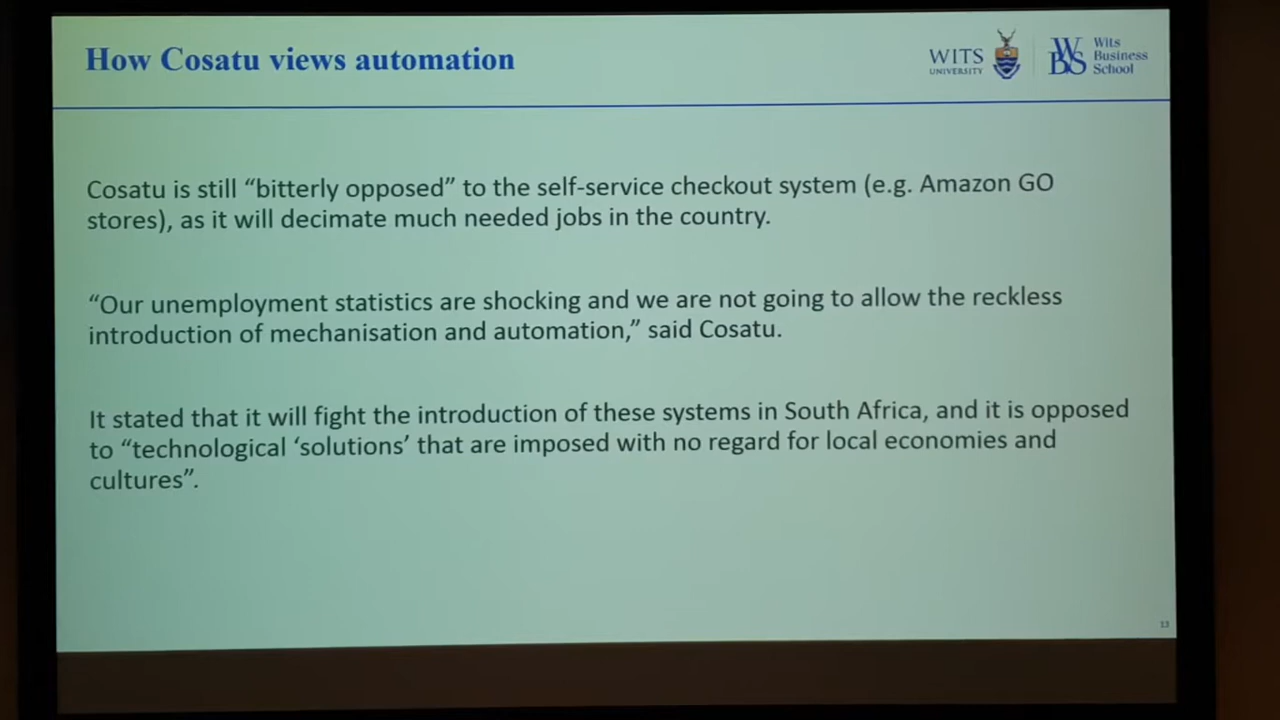 How Cosatu views automation
WITS
UNIVERSITY
WBS
Wits
Business
School
Cosatu is still “bitterly opposed” to the self-service checkout system (e.g. Amazon GO
stores), as it will decimate much needed jobs in the country.
“Our unemployment statistics are shocking and we are not going to allow the reckless
introduction of mechanisation and automation,” said Cosatu.
It stated that it will fight the introduction of these systems in South Africa, and it is opposed
to “technological ‘solutions’ that are imposed with no regard for local economies and
cultures”.
13